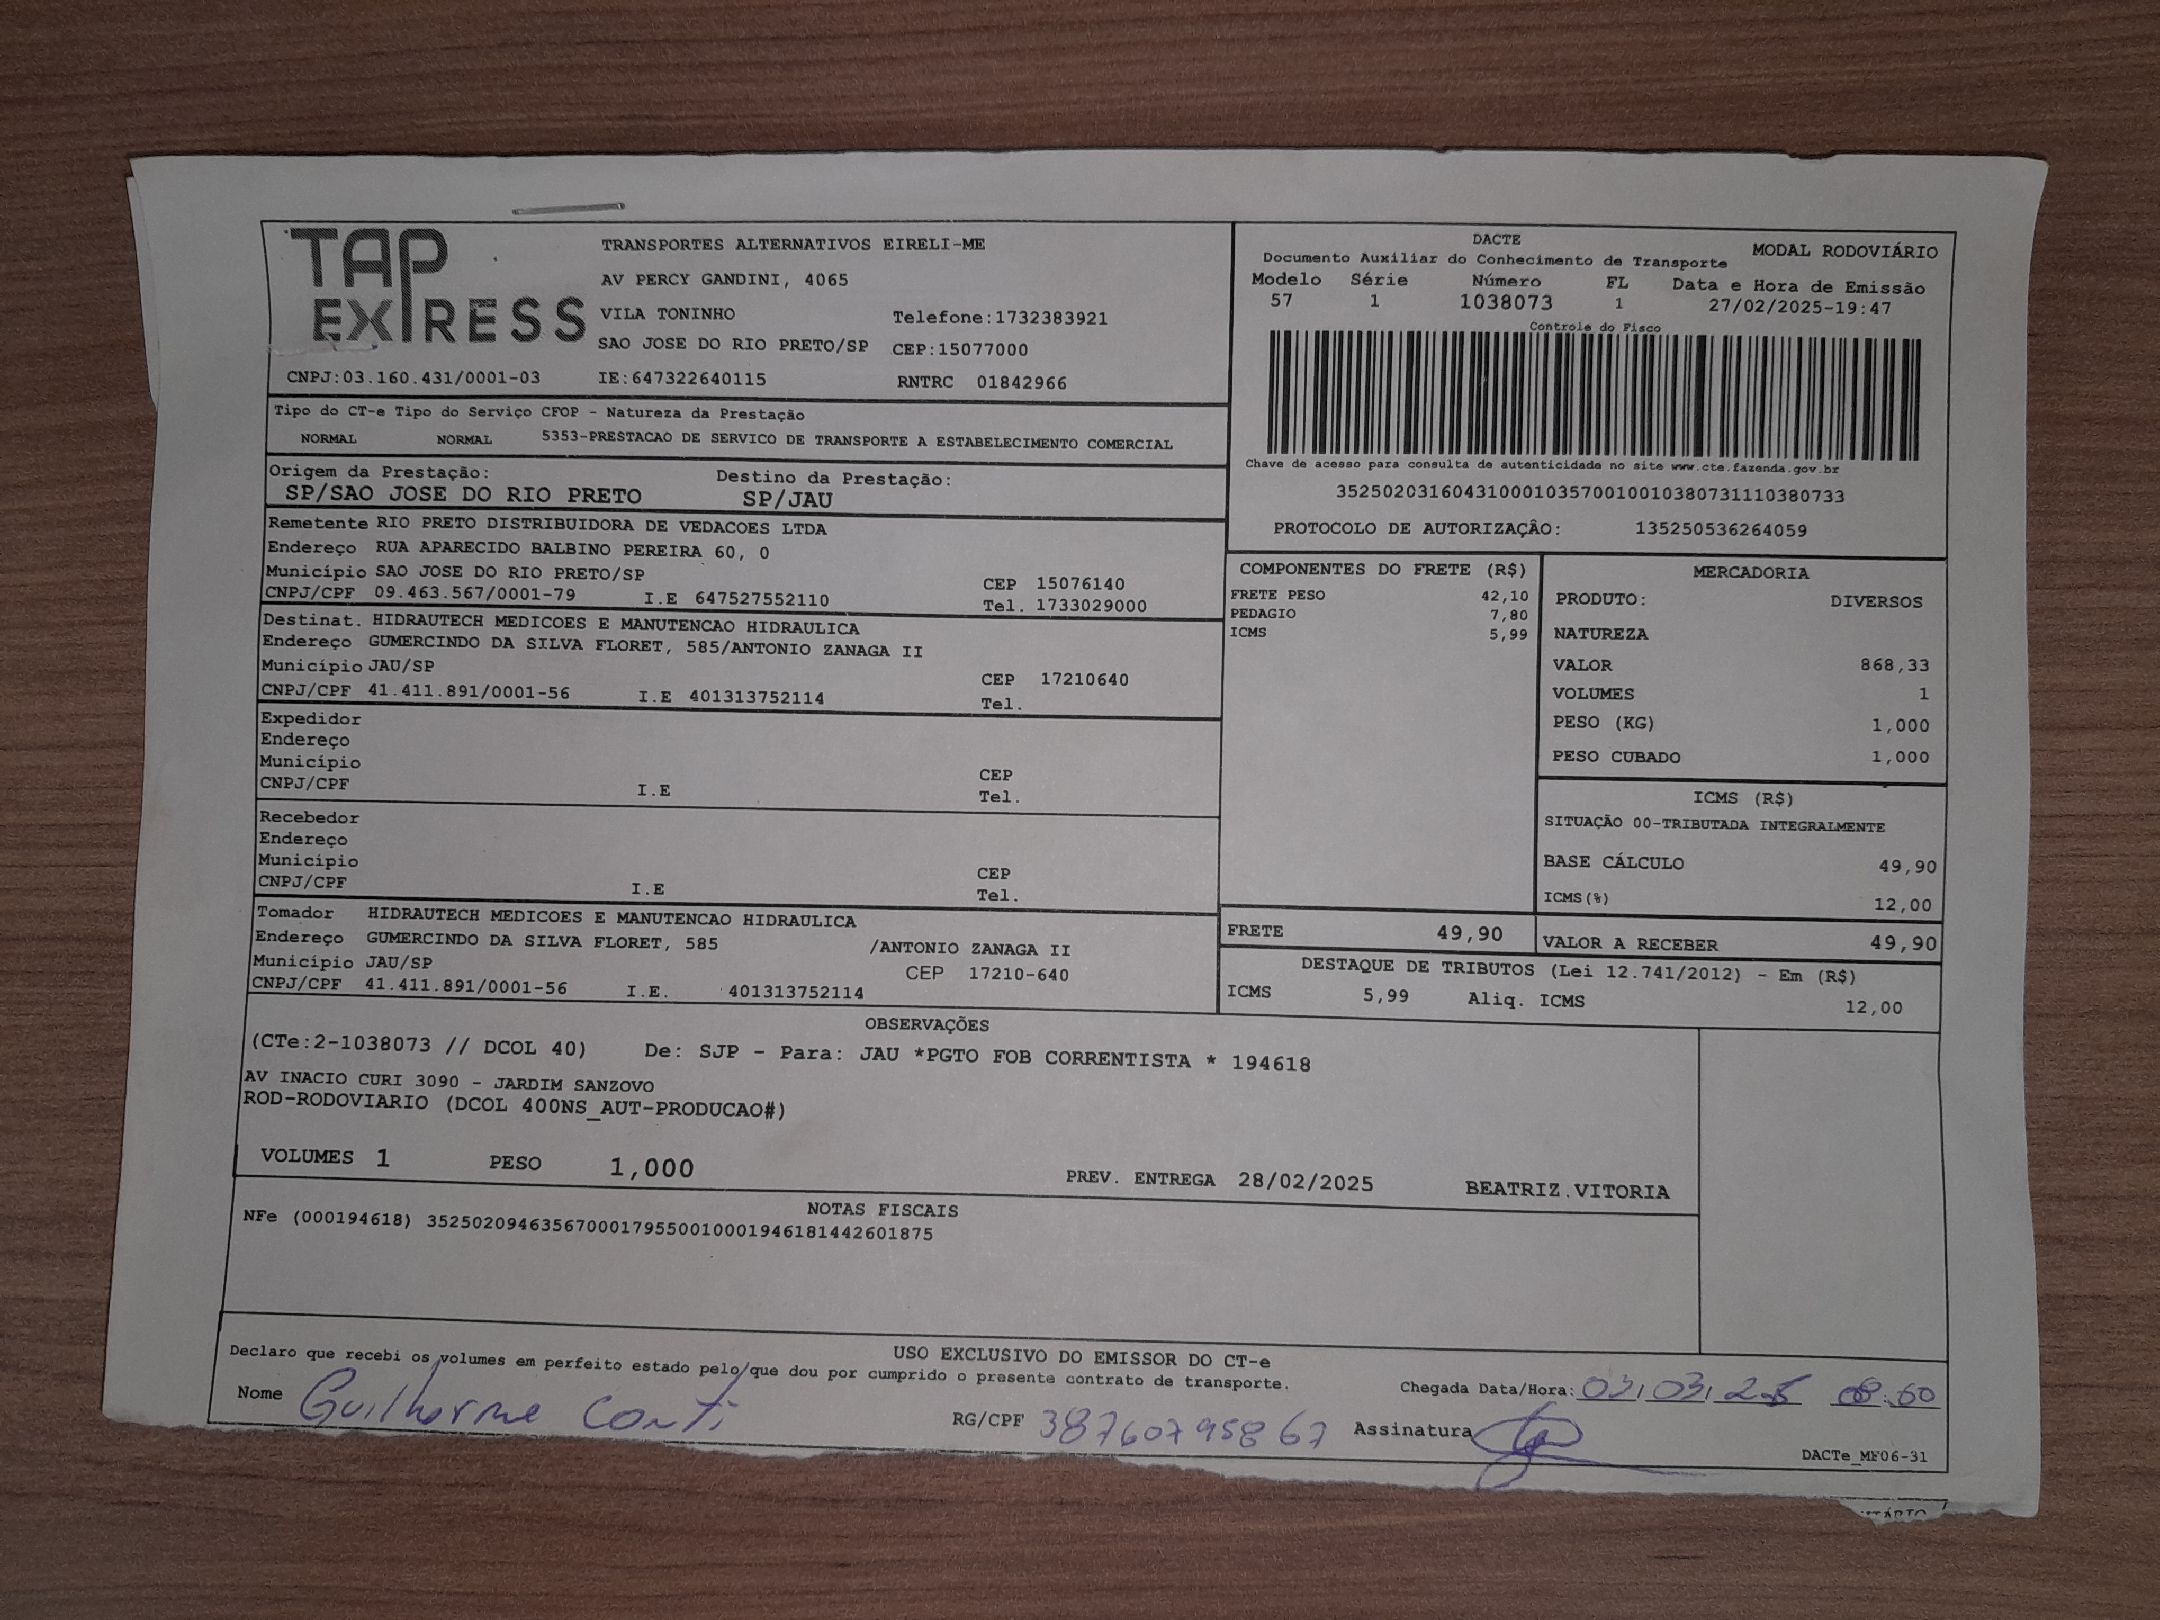 TAP EXPRESS
TRANSPORTES ALTERNATIVOS EIRELI-ME
AV PERCY GANDINI, 4065
VILA TONINHO Telefone:1732383921
SAO JOSE DO RIO PRETO/SP CEP:15077000
CNPJ:03.160.431/0001-03 IE:647322640115 RNTRC 01842966
DACTE
Documento Auxiliar do Conhecimento de Transporte MODAL RODOVIÁRIO
Modelo Série Número FL Data e Hora de Emissão
57 1 1038073 1 27/02/2025-19:47
Controle do Fisco
Chave de acesso para consulta de autenticidade no site www.cte.fazenda.gov.br
35250203160431000103570010010380731110380733
PROTOCOLO DE AUTORIZAÇÃO: 135250536264059
Tipo do CT-e Tipo do Serviço CFOP - Natureza da Prestação
NORMAL NORMAL 5353-PRESTACAO DE SERVICO DE TRANSPORTE A ESTABELECIMENTO COMERCIAL
Origem da Prestação: Destino da Prestação:
SP/SAO JOSE DO RIO PRETO SP/JAU
Remetente RIO PRETO DISTRIBUIDORA DE VEDACOES LTDA
Endereço RUA APARECIDO BALBINO PEREIRA 60, 0
Município SAO JOSE DO RIO PRETO/SP CEP 15076140
CNPJ/CPF 09.463.567/0001-79 I.E 647527552110 Tel. 1733029000
Destinat. HIDRAUTECH MEDICOES E MANUTENCAO HIDRAULICA
Endereço GUMERCINDO DA SILVA FLORET, 585/ANTONIO ZANAGA II
Município JAU/SP CEP 17210640
CNPJ/CPF 41.411.891/0001-56 I.E 401313752114 Tel.
Expedidor
Endereço
Município CEP
CNPJ/CPF I.E Tel.
Recebedor
Endereço
Município CEP
CNPJ/CPF I.E Tel.
Tomador HIDRAUTECH MEDICOES E MANUTENCAO HIDRAULICA
Endereço GUMERCINDO DA SILVA FLORET, 585 /ANTONIO ZANAGA II
Município JAU/SP CEP 17210-640
CNPJ/CPF 41.411.891/0001-56 I.E. 401313752114
COMPONENTES DO FRETE (R$)
FRETE PESO 42,10
PEDAGIO 7,80
ICMS 5,99
MERCADORIA
PRODUTO: DIVERSOS
NATUREZA
VALOR 868,33
VOLUMES 1
PESO (KG) 1,000
PESO CUBADO 1,000
ICMS (R$)
SITUAÇÃO 00-TRIBUTADA INTEGRALMENTE
BASE CÁLCULO 49,90
ICMS(%) 12,00
FRETE 49,90 VALOR A RECEBER 49,90
DESTAQUE DE TRIBUTOS (Lei 12.741/2012) - Em (R$)
ICMS 5,99 Aliq. ICMS 12,00
OBSERVAÇÕES
(CTe:2-1038073 // DCOL 40) De: SJP - Para: JAU *PGTO FOB CORRENTISTA * 194618
AV INACIO CURI 3090 - JARDIM SANZOVO
ROD-RODOVIARIO (DCOL 400NS_AUT-PRODUCAO#)
VOLUMES 1 PESO 1,000 PREV. ENTREGA 28/02/2025 BEATRIZ.VITORIA
NOTAS FISCAIS
NFe (000194618) 35250209463567000179550010001946181442601875
USO EXCLUSIVO DO EMISSOR DO CT-e
Declaro que recebi os volumes em perfeito estado pelo que dou por cumprido o presente contrato de transporte.
Chegada Data/Hora: 03,03,25
Nome Guilherme Conti RG/CPF 38760795867 Assinatura
DACTe_MF06-31